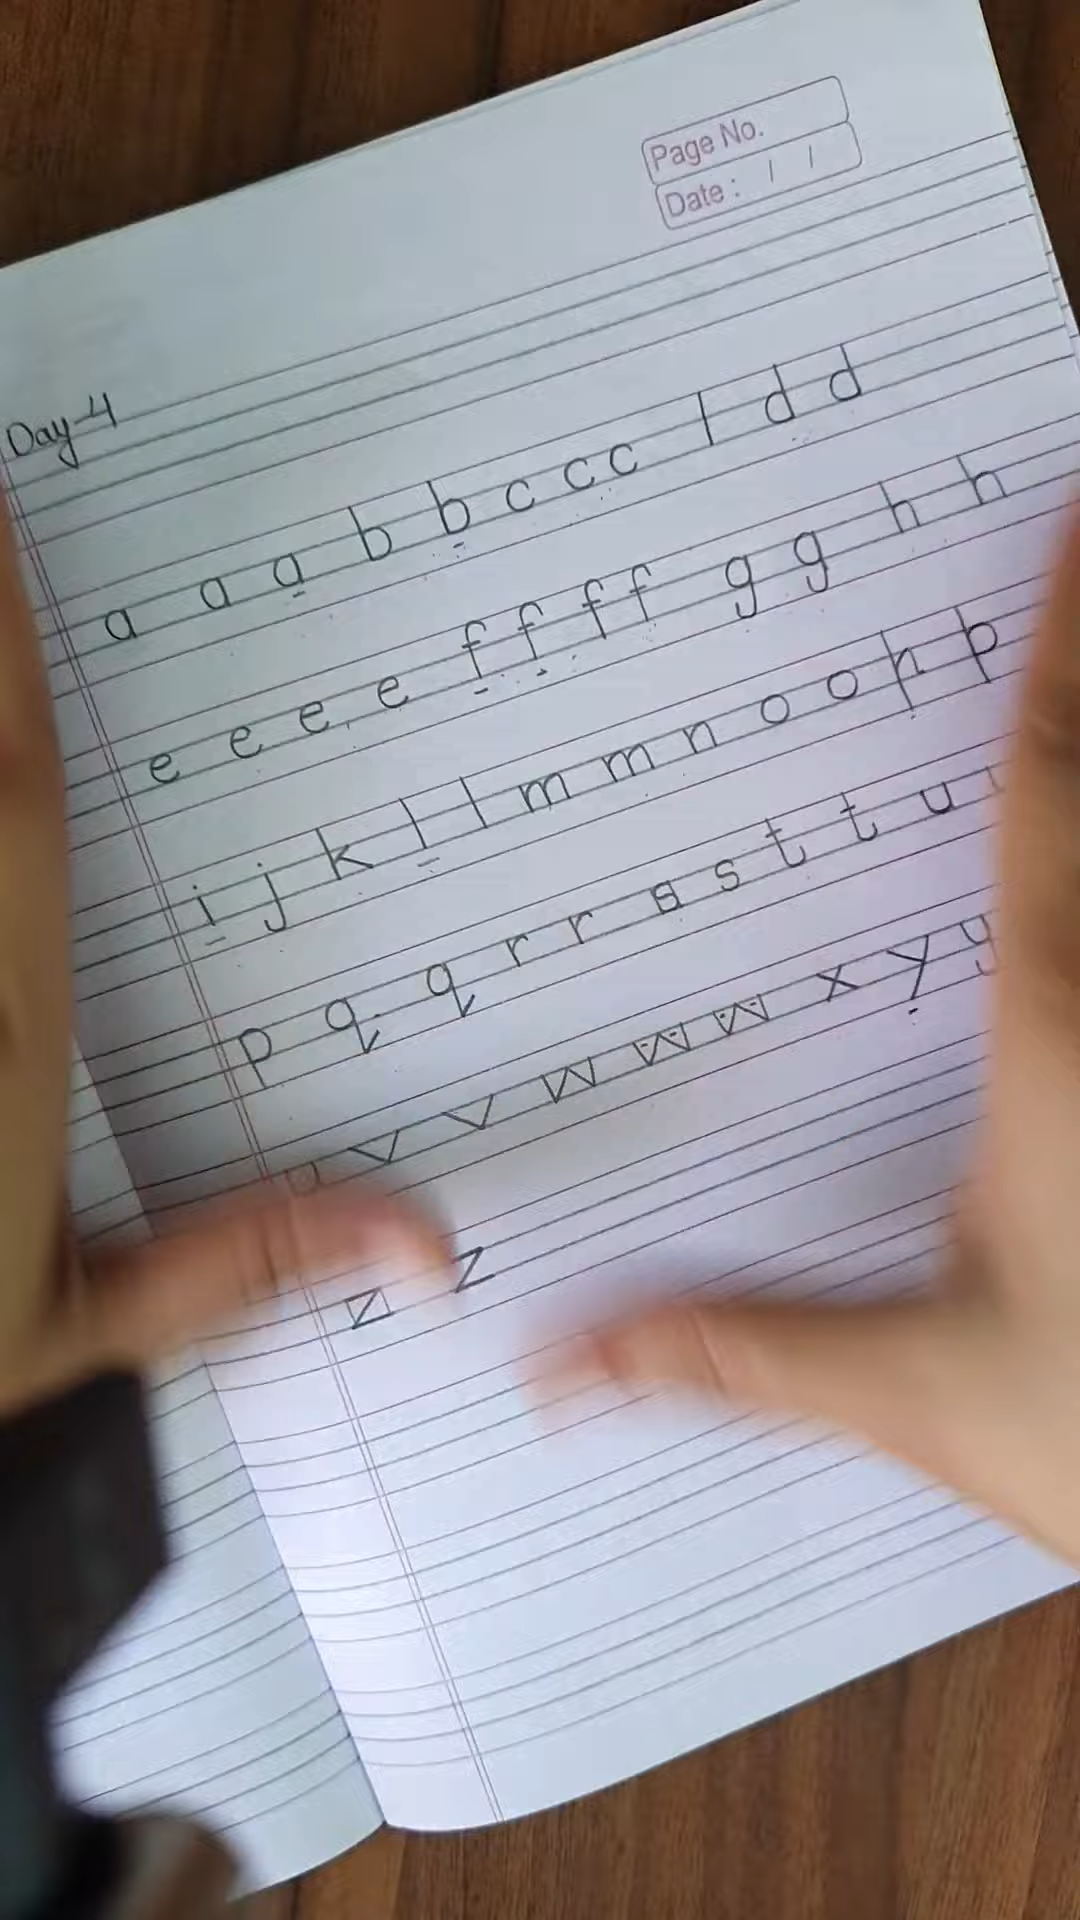 Page No.
Date : / /
Day-4
a a a b b c c c l d d
e e e e f f f f g g h h
i j k l l m m n o o h p
p q q r r s s t t u
u v v w w w x y y
z z